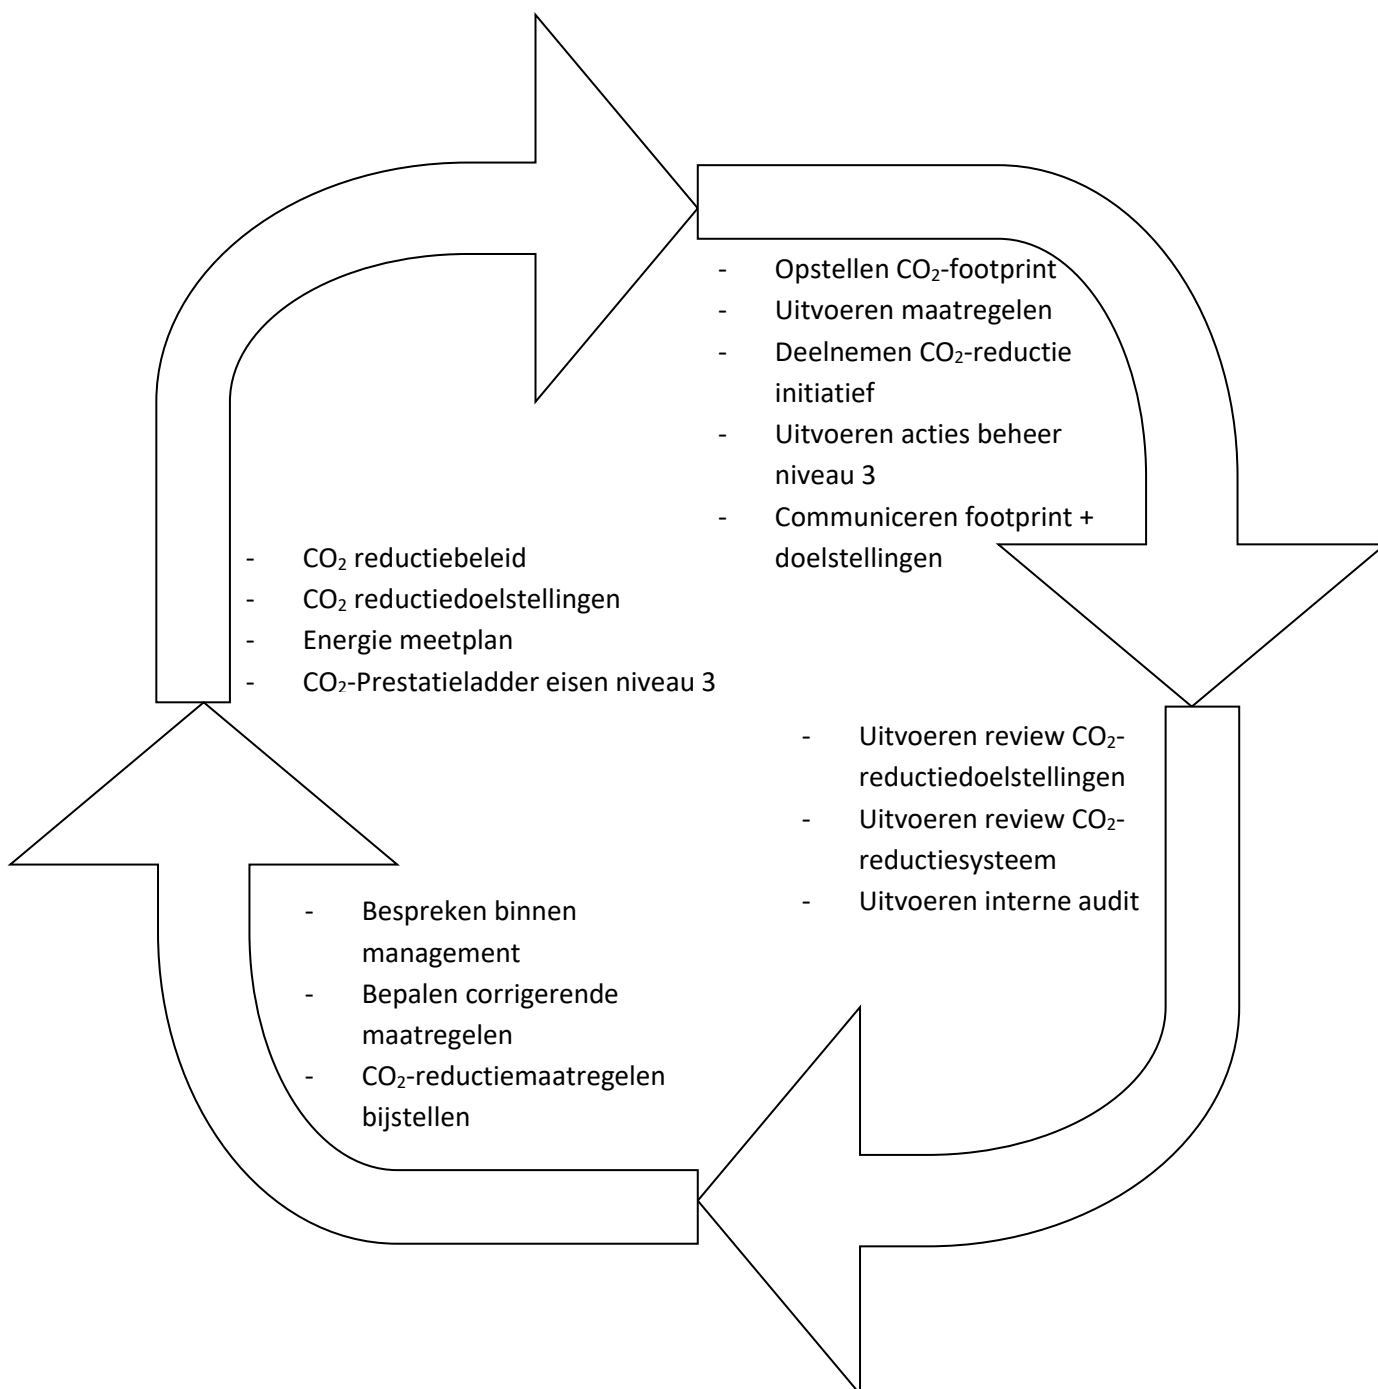 - Opstellen CO₂-footprint
- Uitvoeren maatregelen
- Deelnemen CO₂-reductie
initiatief
- Uitvoeren acties beheer
niveau 3
- Communiceren footprint +
doelstellingen
- CO₂ reductiebeleid
- CO₂ reductiedoelstellingen
- Energie meetplan
- CO₂-Prestatieladder eisen niveau 3
- Uitvoeren review CO₂-
reductiedoelstellingen
- Uitvoeren review CO₂-
reductiesysteem
- Uitvoeren interne audit
- Bespreken binnen
management
- Bepalen corrigerende
maatregelen
- CO₂-reductiemaatregelen
bijstellen